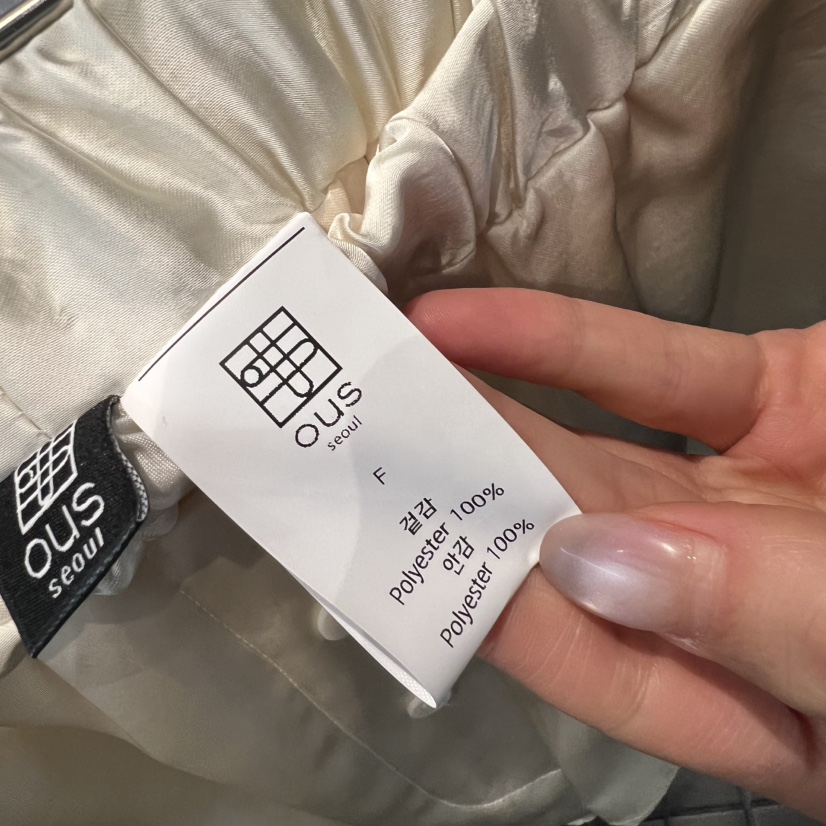 ous
seoul
F
겉감
Polyester 100%
안감
Polyester 100%
ous
seoul